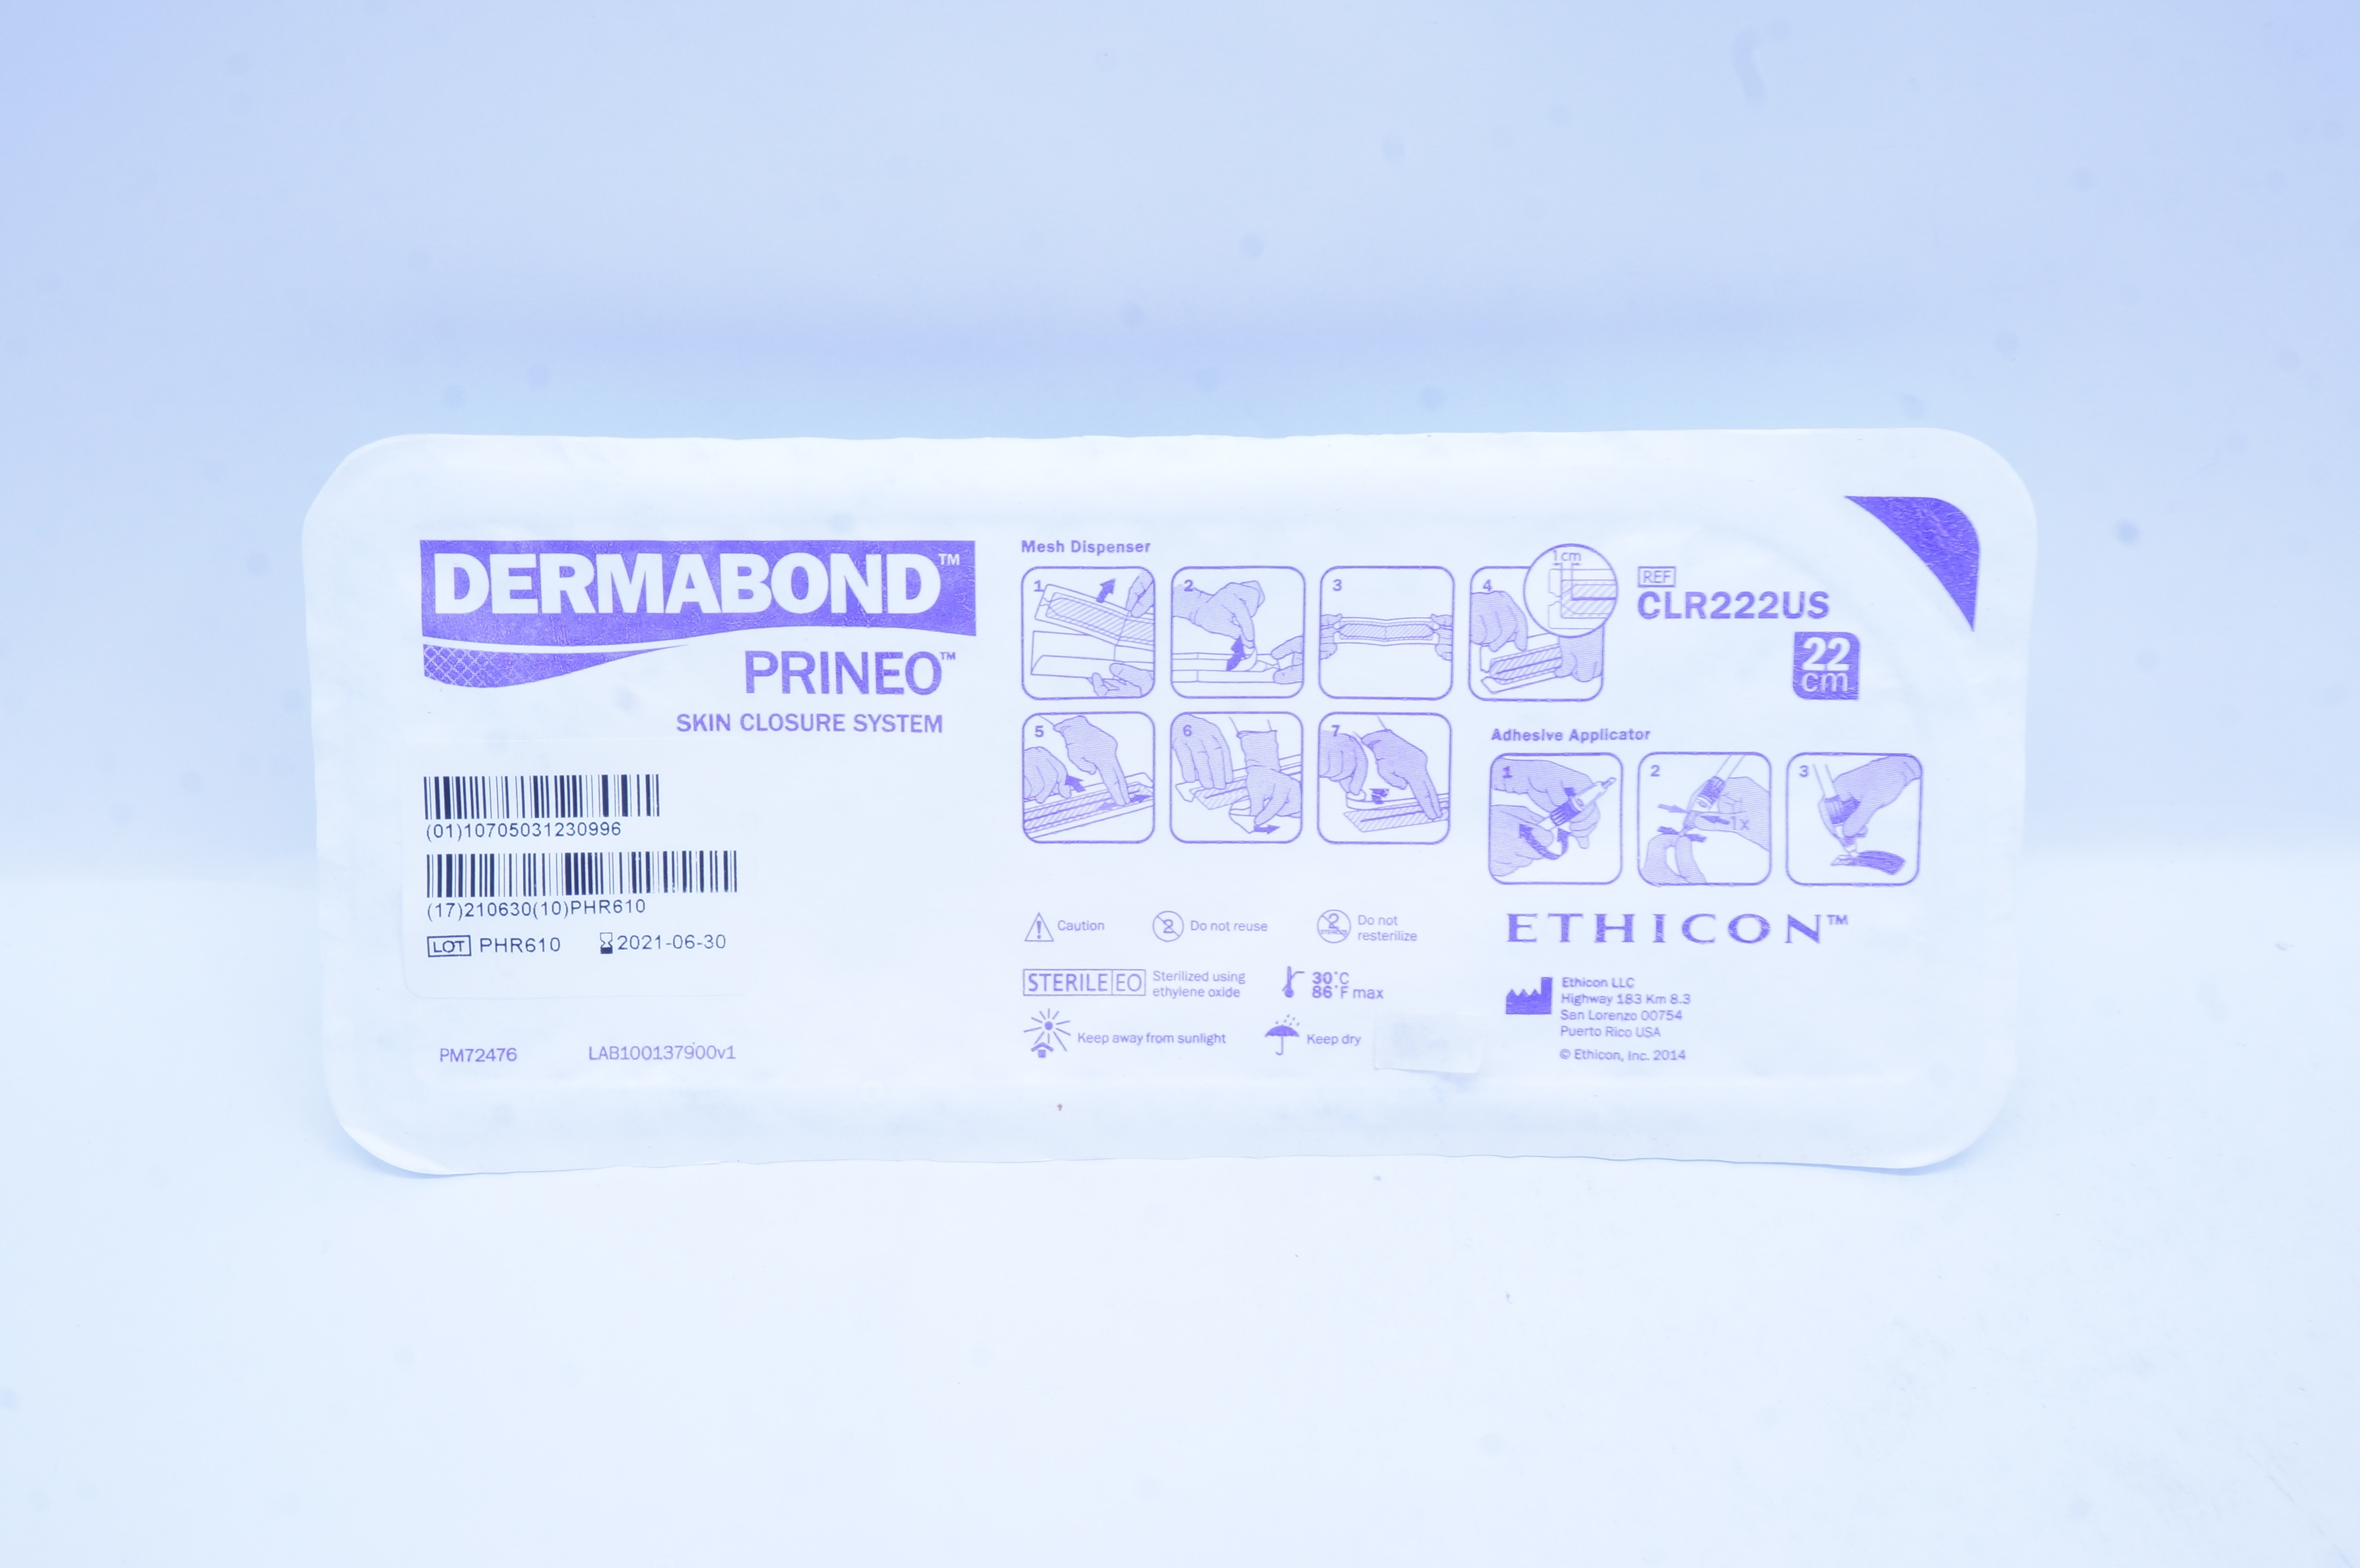 DERMABOND™
PRINEO™
SKIN CLOSURE SYSTEM
(01)10705031230996
(17)210630(10)PHR610
LOT PHR610 2021-06-30
PM72476 LAB100137900v1
Mesh Dispenser
1
2
3
4
1 cm
5
6
7
REF
CLR222US
22
cm
Adhesive Applicator
1
2
1x
3
Caution
2 Do not reuse
2 Do not
resterilize
STERILE EO Sterilized using
ethylene oxide
30°C
86°F max
Keep away from sunlight
Keep dry
ETHICON™
Ethicon LLC
Highway 183 Km 8.3
San Lorenzo 00754
Puerto Rico USA
© Ethicon, Inc. 2014